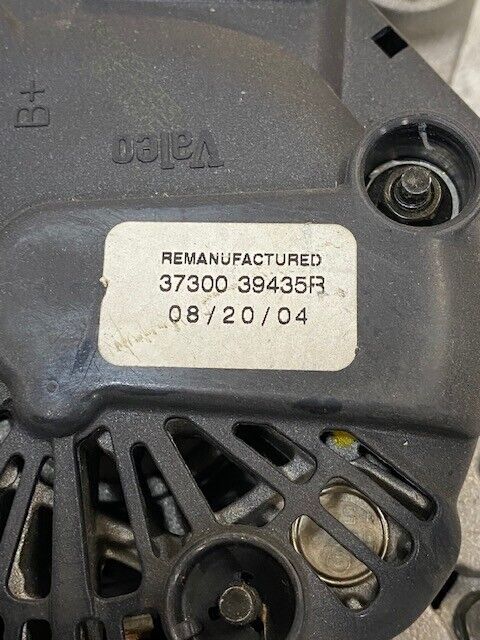 B+
Valeo
REMANUFACTURED
37300 39435R
08/20/04